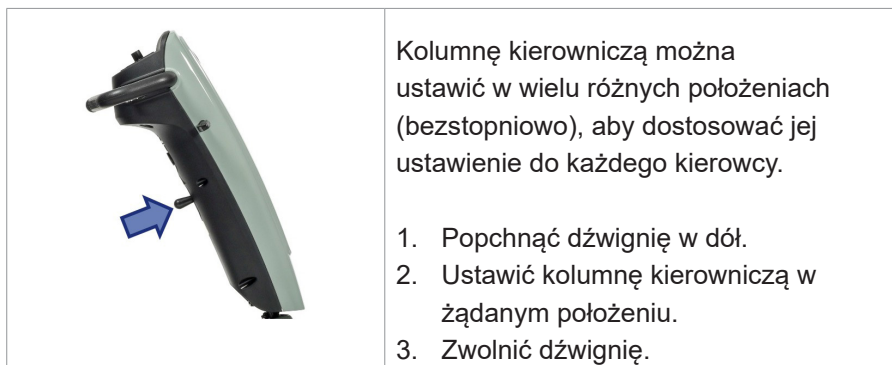 Kolumnę kierowniczą można
ustawić w wielu różnych położeniach
(bezstopniowo), aby dostosować jej
ustawienie do każdego kierowcy.
1. Popchnąć dźwignię w dół.
2. Ustawić kolumnę kierowniczą w
żądanym położeniu.
3. Zwolnić dźwignię.